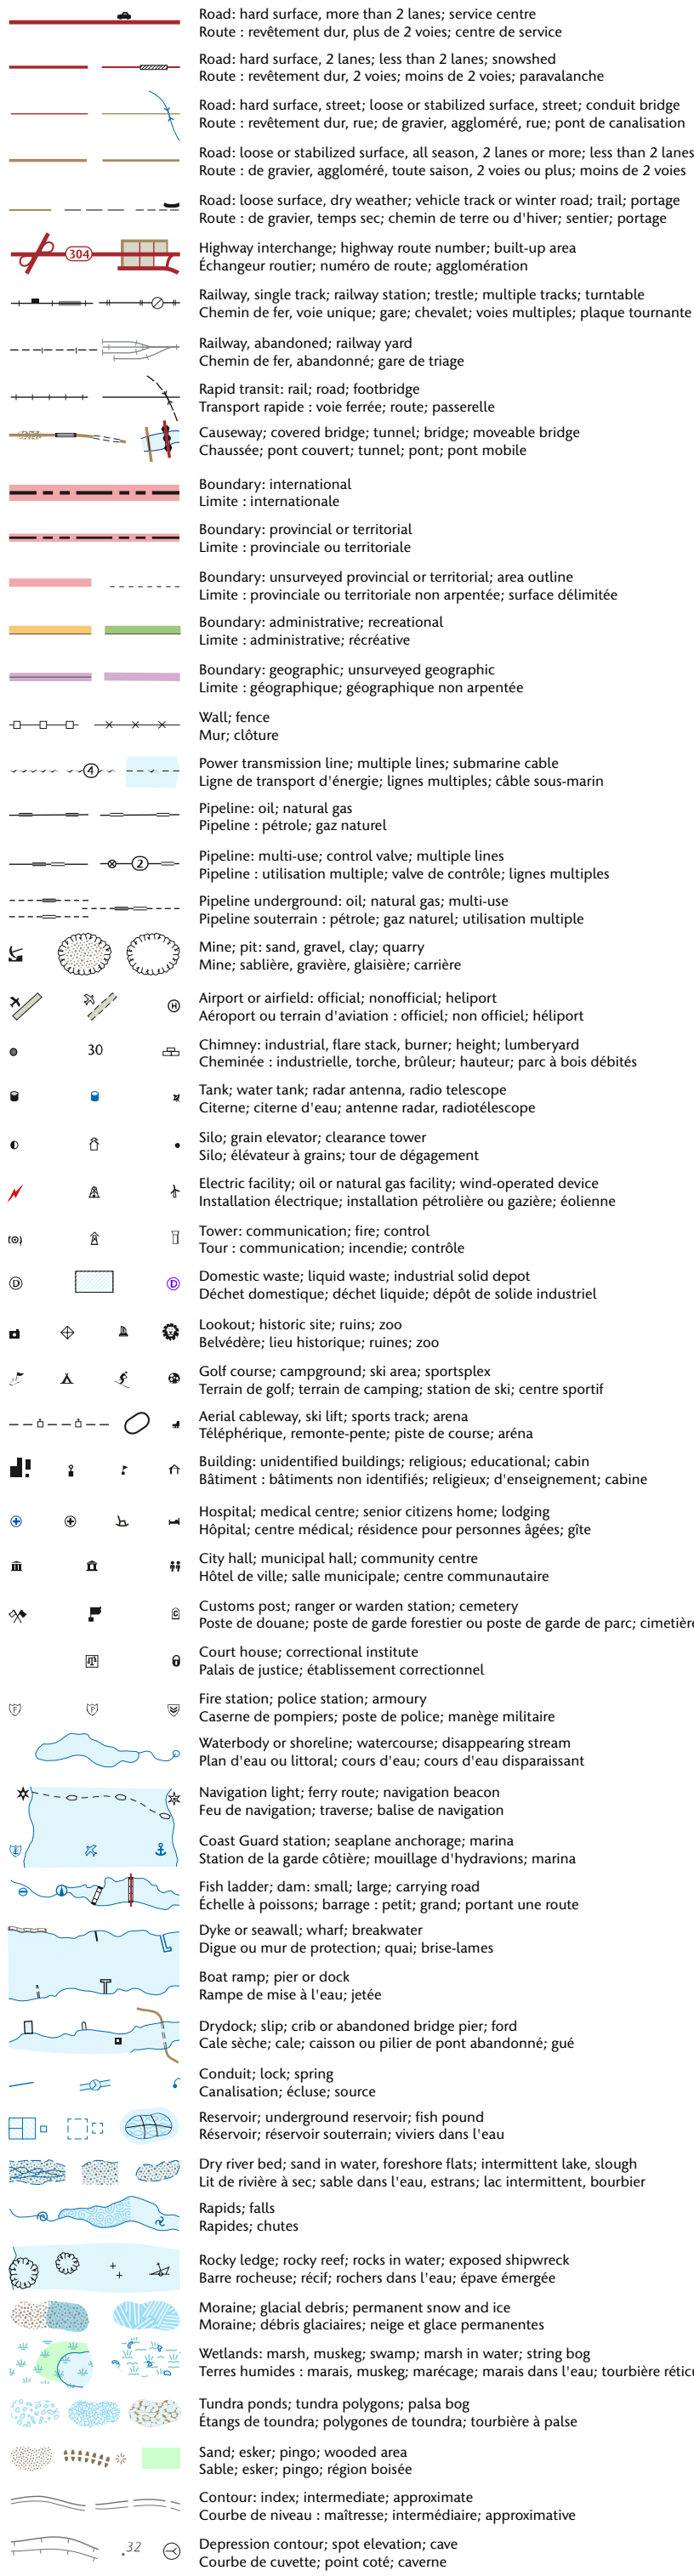 Road: hard surface, more than 2 lanes; service centre
Route : revêtement dur, plus de 2 voies; centre de service
Road: hard surface, 2 lanes; less than 2 lanes; snowshed
Route : revêtement dur, 2 voies; moins de 2 voies; paravalanche
Road: hard surface, street; loose or stabilized surface, street; conduit bridge
Route : revêtement dur, rue; de gravier, aggloméré, rue; pont de canalisation
Road: loose or stabilized surface, all season, 2 lanes or more; less than 2 lanes
Route : de gravier, aggloméré, toute saison, 2 voies ou plus; moins de 2 voies
Road: loose surface, dry weather; vehicle track or winter road; trail; portage
Route : de gravier, temps sec; chemin de terre ou d'hiver; sentier; portage
304
Highway interchange; highway route number; built-up area
Échangeur routier; numéro de route; agglomération
Railway, single track; railway station; trestle; multiple tracks; turntable
Chemin de fer, voie unique; gare; chevalet; voies multiples; plaque tournante
Railway, abandoned; railway yard
Chemin de fer, abandonné; gare de triage
Rapid transit: rail; road; footbridge
Transport rapide : voie ferrée; route; passerelle
Causeway; covered bridge; tunnel; bridge; moveable bridge
Chaussée; pont couvert; tunnel; pont; pont mobile
Boundary: international
Limite : internationale
Boundary: provincial or territorial
Limite : provinciale ou territoriale
Boundary: unsurveyed provincial or territorial; area outline
Limite : provinciale ou territoriale non arpentée; surface délimitée
Boundary: administrative; recreational
Limite : administrative; récréative
Boundary: geographic; unsurveyed geographic
Limite : géographique; géographique non arpentée
Wall; fence
Mur; clôture
4
Power transmission line; multiple lines; submarine cable
Ligne de transport d'énergie; lignes multiples; câble sous-marin
Pipeline: oil; natural gas
Pipeline : pétrole; gaz naturel
2
Pipeline: multi-use; control valve; multiple lines
Pipeline : utilisation multiple; valve de contrôle; lignes multiples
Pipeline underground: oil; natural gas; multi-use
Pipeline souterrain : pétrole; gaz naturel; utilisation multiple
Mine; pit: sand, gravel, clay; quarry
Mine; sablière, gravière, glaisière; carrière
H
Airport or airfield: official; nonofficial; heliport
Aéroport ou terrain d'aviation : officiel; non officiel; héliport
30
Chimney: industrial, flare stack, burner; height; lumberyard
Cheminée : industrielle, torche, brûleur; hauteur; parc à bois débités
Tank; water tank; radar antenna, radio telescope
Citerne; citerne d'eau; antenne radar, radiotélescope
Silo; grain elevator; clearance tower
Silo; élévateur à grains; tour de dégagement
Electric facility; oil or natural gas facility; wind-operated device
Installation électrique; installation pétrolière ou gazière; éolienne
Tower: communication; fire; control
Tour : communication; incendie; contrôle
D D
Domestic waste; liquid waste; industrial solid depot
Déchet domestique; déchet liquide; dépôt de solide industriel
Lookout; historic site; ruins; zoo
Belvédère; lieu historique; ruines; zoo
Golf course; campground; ski area; sportsplex
Terrain de golf; terrain de camping; station de ski; centre sportif
Aerial cableway, ski lift; sports track; arena
Téléphérique, remonte-pente; piste de course; aréna
Building: unidentified buildings; religious; educational; cabin
Bâtiment : bâtiments non identifiés; religieux; d'enseignement; cabine
Hospital; medical centre; senior citizens home; lodging
Hôpital; centre médical; résidence pour personnes âgées; gîte
City hall; municipal hall; community centre
Hôtel de ville; salle municipale; centre communautaire
C
Customs post; ranger or warden station; cemetery
Poste de douane; poste de garde forestier ou poste de garde de parc; cimetière
Court house; correctional institute
Palais de justice; établissement correctionnel
F P
Fire station; police station; armoury
Caserne de pompiers; poste de police; manège militaire
Waterbody or shoreline; watercourse; disappearing stream
Plan d'eau ou littoral; cours d'eau; cours d'eau disparaissant
Navigation light; ferry route; navigation beacon
Feu de navigation; traverse; balise de navigation
Coast Guard station; seaplane anchorage; marina
Station de la garde côtière; mouillage d'hydravions; marina
Fish ladder; dam: small; large; carrying road
Échelle à poissons; barrage : petit; grand; portant une route
Dyke or seawall; wharf; breakwater
Digue ou mur de protection; quai; brise-lames
Boat ramp; pier or dock
Rampe de mise à l'eau; jetée
Drydock; slip; crib or abandoned bridge pier; ford
Cale sèche; cale; caisson ou pilier de pont abandonné; gué
Conduit; lock; spring
Canalisation; écluse; source
Reservoir; underground reservoir; fish pound
Réservoir; réservoir souterrain; viviers dans l'eau
Dry river bed; sand in water, foreshore flats; intermittent lake, slough
Lit de rivière à sec; sable dans l'eau, estrans; lac intermittent, bourbier
Rapids; falls
Rapides; chutes
Rocky ledge; rocky reef; rocks in water; exposed shipwreck
Barre rocheuse; récif; rochers dans l'eau; épave émergée
Moraine; glacial debris; permanent snow and ice
Moraine; débris glaciaires; neige et glace permanentes
Wetlands: marsh, muskeg; swamp; marsh in water; string bog
Terres humides : marais, muskeg; marécage; marais dans l'eau; tourbière
Tundra ponds; tundra polygons; palsa bog
Étangs de toundra; polygones de toundra; tourbière à palse
Sand; esker; pingo; wooded area
Sable; esker; pingo; région boisée
Contour: index; intermediate; approximate
Courbe de niveau : maîtresse; intermédiaire; approximative
.32
Depression contour; spot elevation; cave
Courbe de cuvette; point coté; caverne